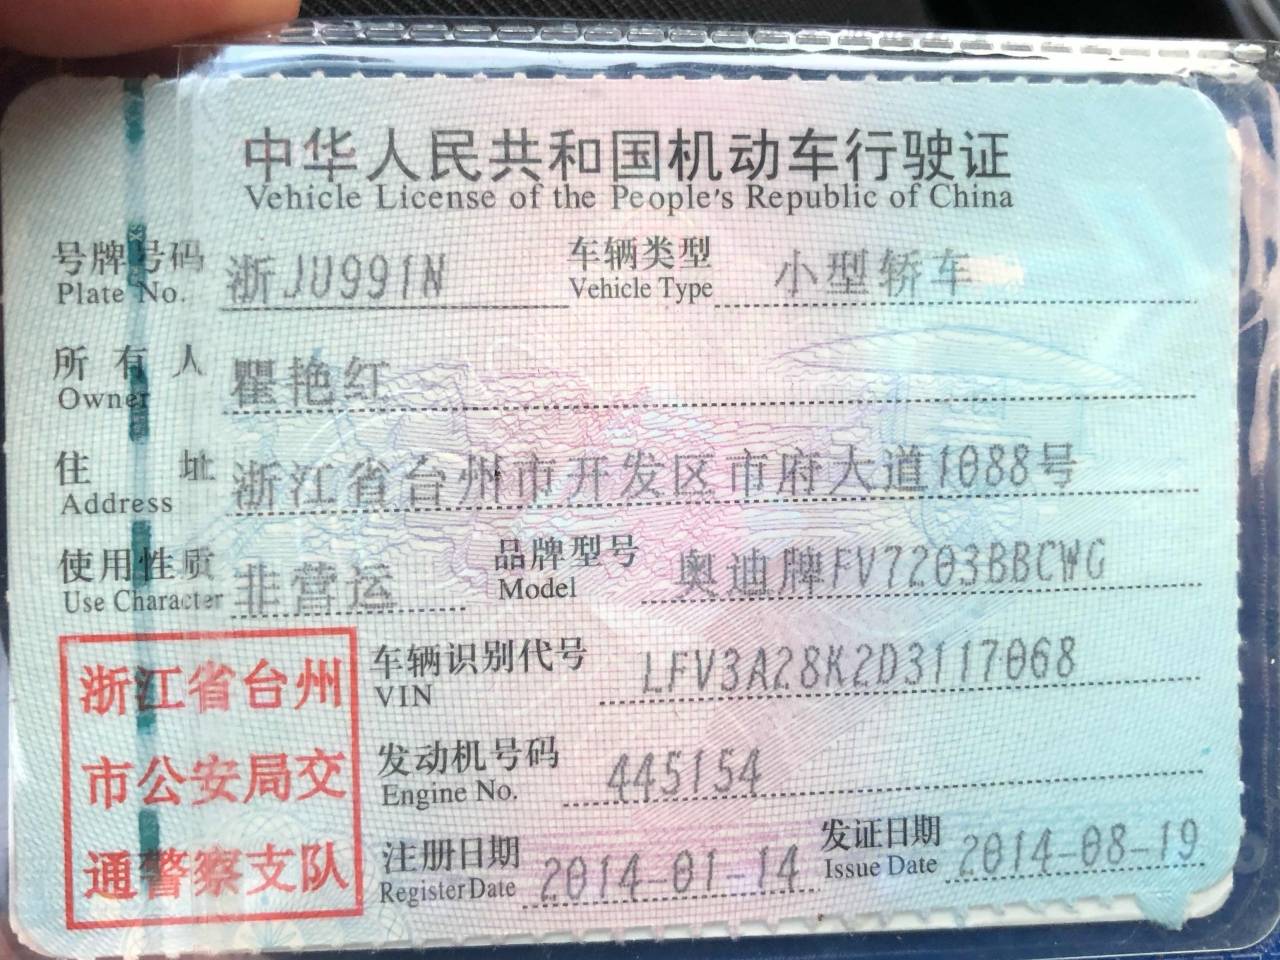 中华人民共和国机动车行驶证
Vehicle License of the People's Republic of China
号牌号码 浙JU991N 车辆类型 小型轿车
Plate No. Vehicle Type
所有人 瞿艳红
Owner
住址 浙江省台州市开发区市府大道1088号
Address
使用性质 非营运 品牌型号 奥迪牌FV7203BBCWG
Use Character Model
车辆识别代号 LFV3A28K2D3117068
VIN
发动机号码 445154
Engine No.
注册日期 2014-01-14 发证日期 2014-08-19
Register Date Issue Date
浙江省台州
市公安局交
通警察支队